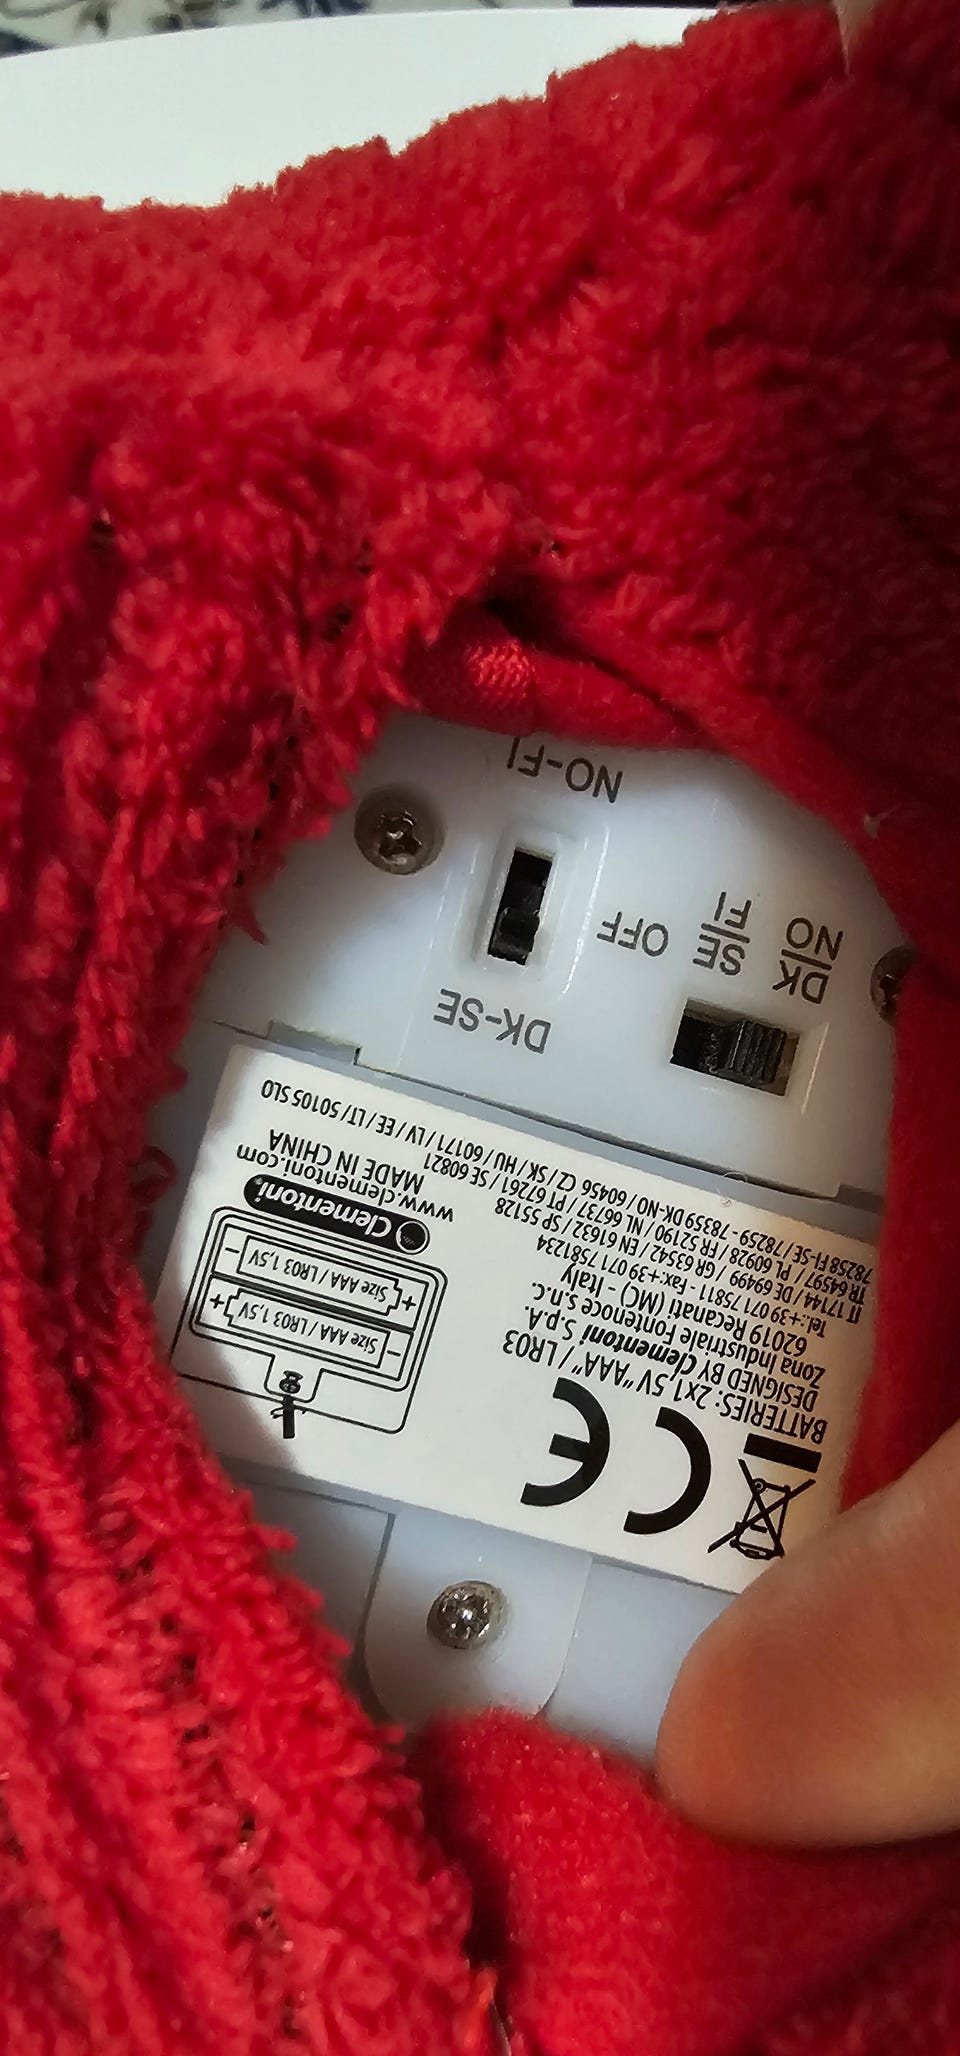 NO-FI
DK-SE
OFF
SE
FI
DK
NO
BATTERIES: 2x1.5V "AAA" / LR03
DESIGNED BY Clementoni S.p.A.
Zona Industriale Fontenoce s.n.c.
62019 Recanati (MC) - Italy
Tel.:+39 071 75811 - Fax:+39 071 7581234
IT 17144 / DE 69499 / GR 63542 / EN 61632 / SP 55128
TR 64597 / PL 60928 / FR 52190 / NL 66737 / PT 67261 / SE 60821
78258 FI-SE / 78259 - 78359 DK-NO / 60456 CZ / SK / HU / 60171 / LV / EE / LT / 50105 SLO
− Size AAA / LR03 1,5V +
+ Size AAA / LR03 1,5V −
Clementoni®
www.clementoni.com
MADE IN CHINA
CE